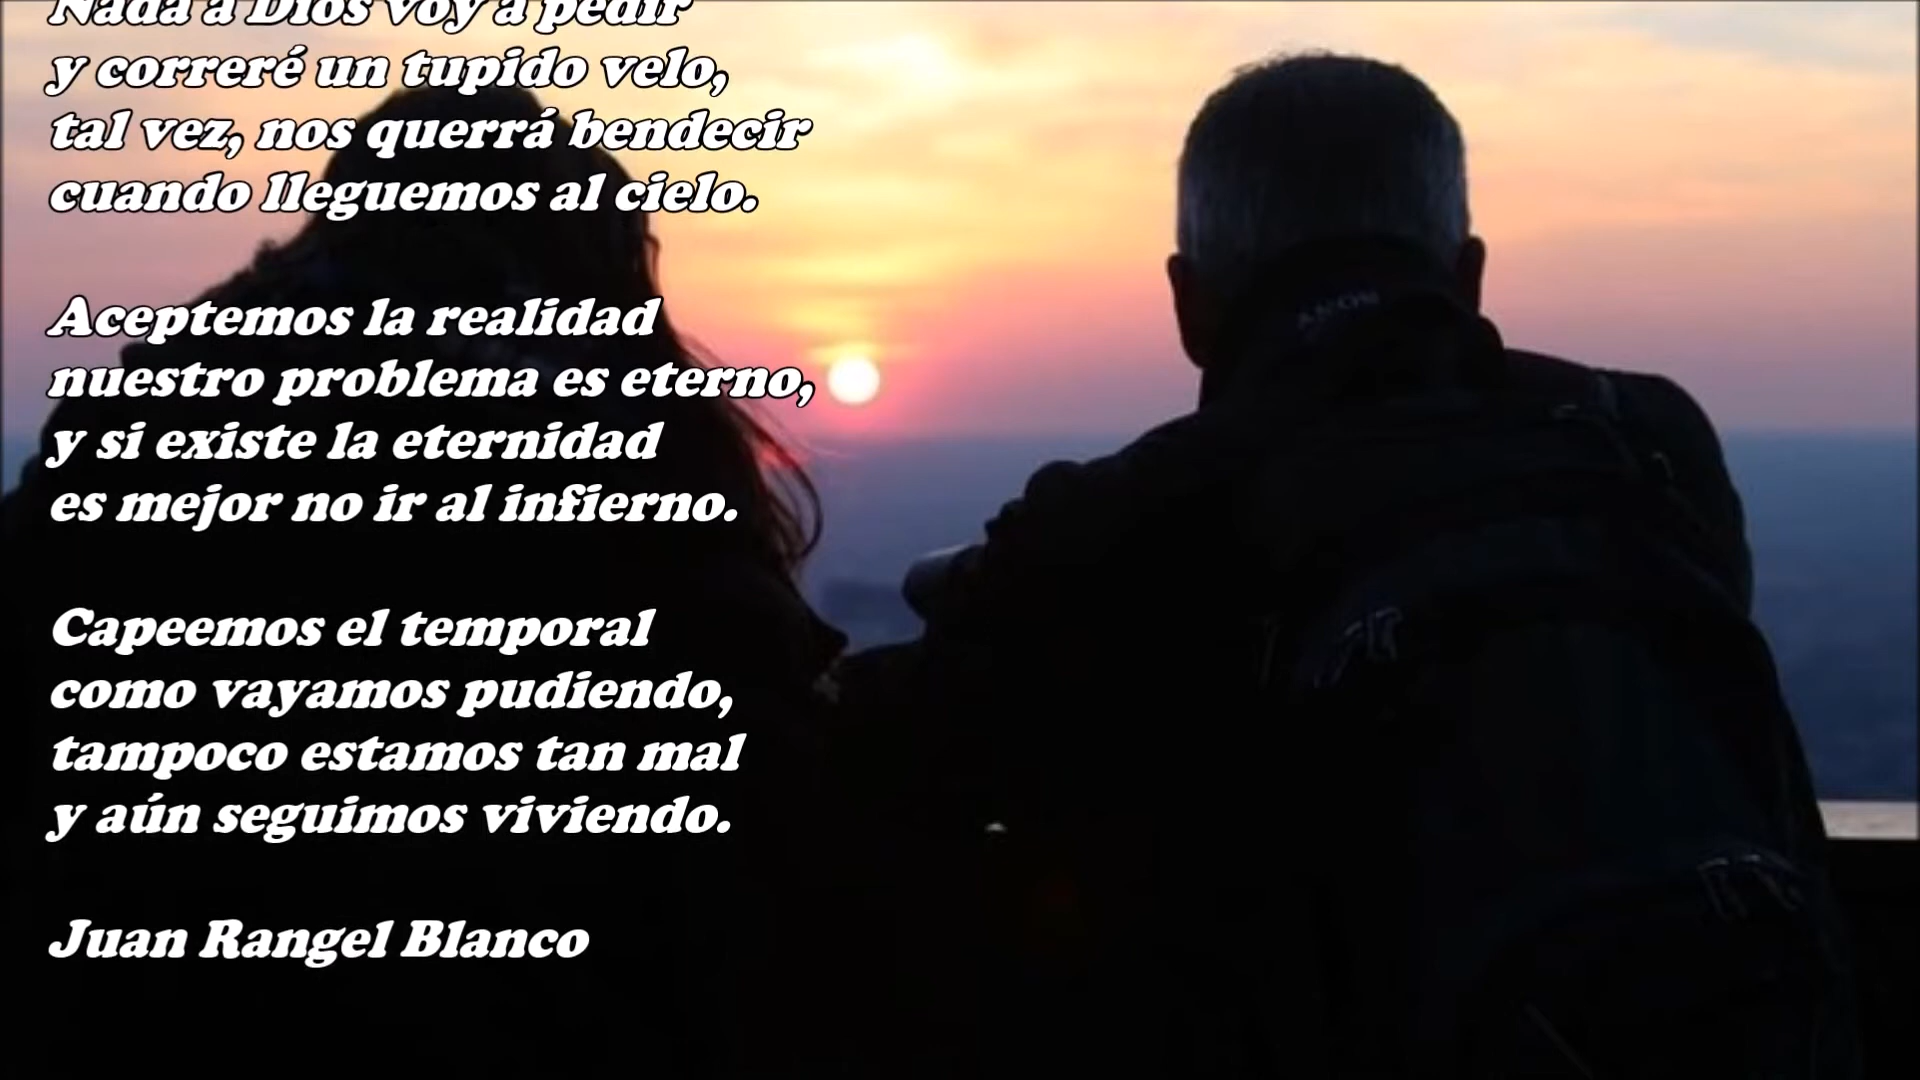 Nada a Dios voy a pedir
y correré un tupido velo,
tal vez, nos querrá bendecir
cuando lleguemos al cielo.
Aceptemos la realidad
nuestro problema es eterno,
y si existe la eternidad
es mejor no ir al infierno.
Capeemos el temporal
como vayamos pudiendo,
tampoco estamos tan mal
y aún seguimos viviendo.
Juan Rangel Blanco